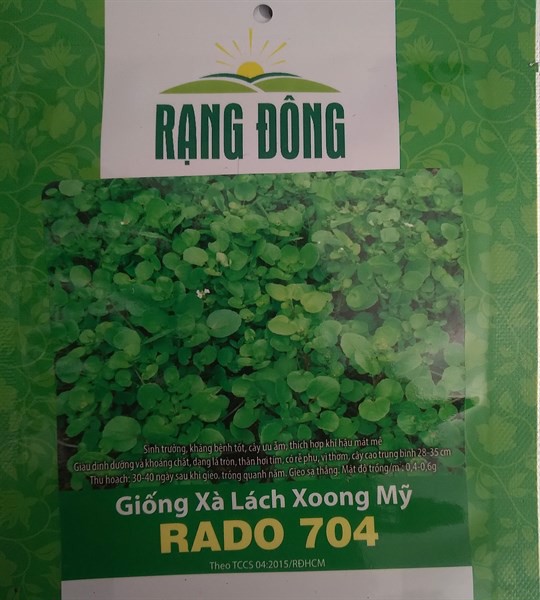 RẠNG ĐÔNG
Sinh trưởng, kháng bệnh tốt, cây ưu ẩm, thích hợp khí hậu mát mẻ
Giàu dinh dưỡng và khoáng chất, dạng lá tròn, thân hơi tím, có rễ phụ, vị thơm, cây cao trung bình 28-35 cm
Thu hoạch: 30-40 ngày sau khi gieo, trồng quanh năm. Gieo sạ thẳng. Mật độ trồng/m²: 0,4-0,6g
Giống Xà Lách Xoong Mỹ
RADO 704
Theo TCCS 04:2015/RĐHCM